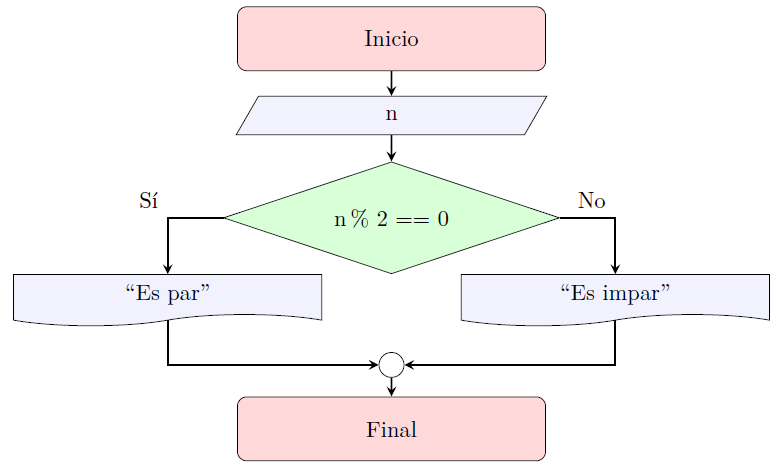 Inicio
n
n % 2 == 0
Sí
No
“Es par”
“Es impar”
Final